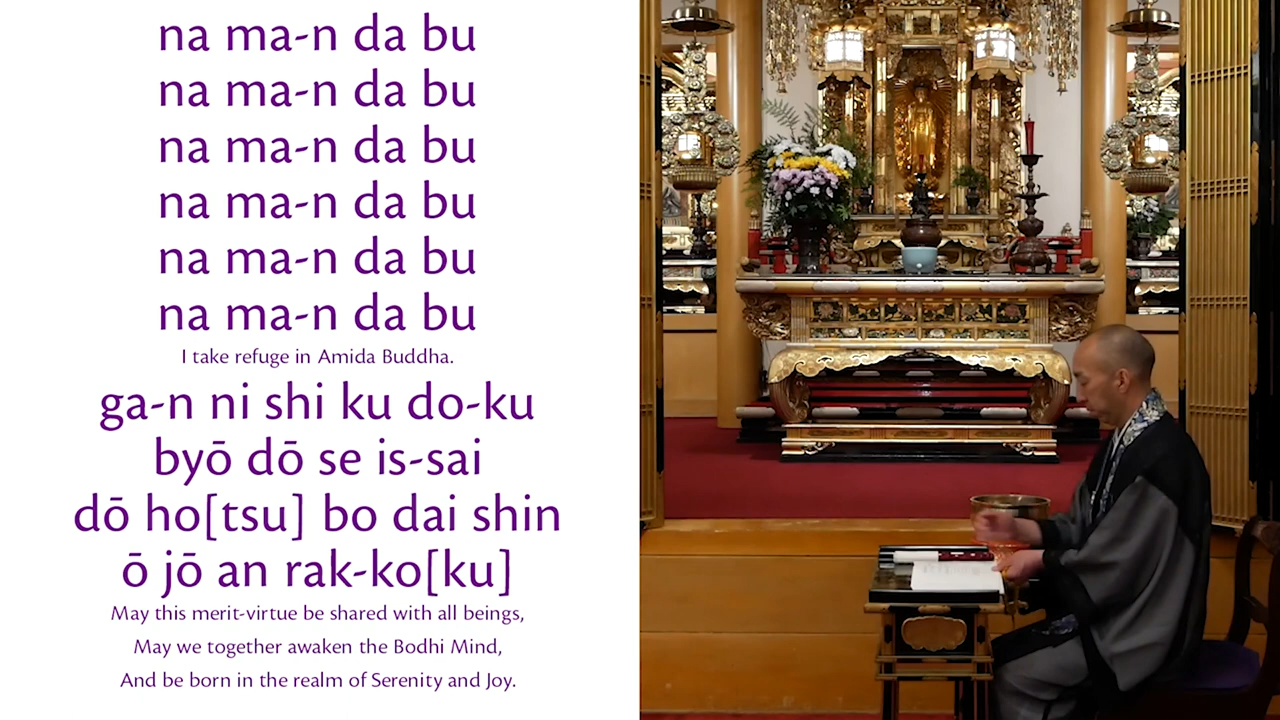 na ma-n da bu
na ma-n da bu
na ma-n da bu
na ma-n da bu
na ma-n da bu
na ma-n da bu
I take refuge in Amida Buddha.
ga-n ni shi ku do-ku
byō dō se is-sai
dō ho[tsu] bo dai shin
ō jō an rak-ko[ku]
May this merit-virtue be shared with all beings,
May we together awaken the Bodhi Mind,
And be born in the realm of Serenity and Joy.